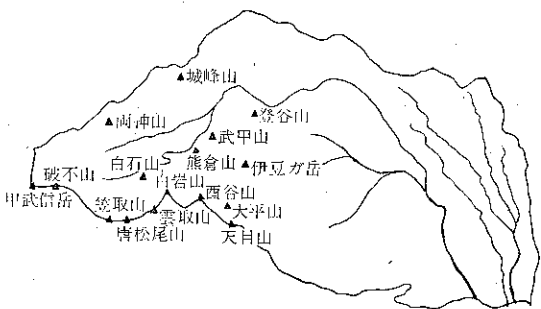 城峰山
両神山
登谷山
武甲山
白石山
熊倉山
伊豆ガ岳
破不山
白岩山
甲武信岳
笠取山
酉谷山
雲取山
大平山
唐松尾山
天目山